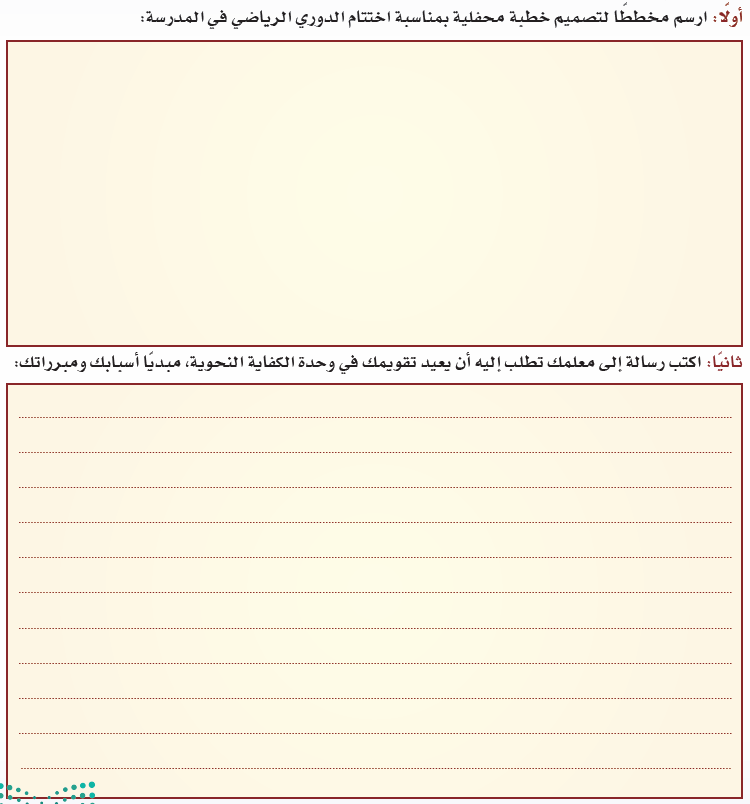 أولًا: ارسم مخططًا لتصميم خطبة محفلية بمناسبة اختتام الدوري الرياضي في المدرسة:
ثانيًا: اكتب رسالة إلى معلمك تطلب إليه أن يعيد تقويمك في وحدة الكفاية النحوية، مبديًا أسبابك ومبرراتك: